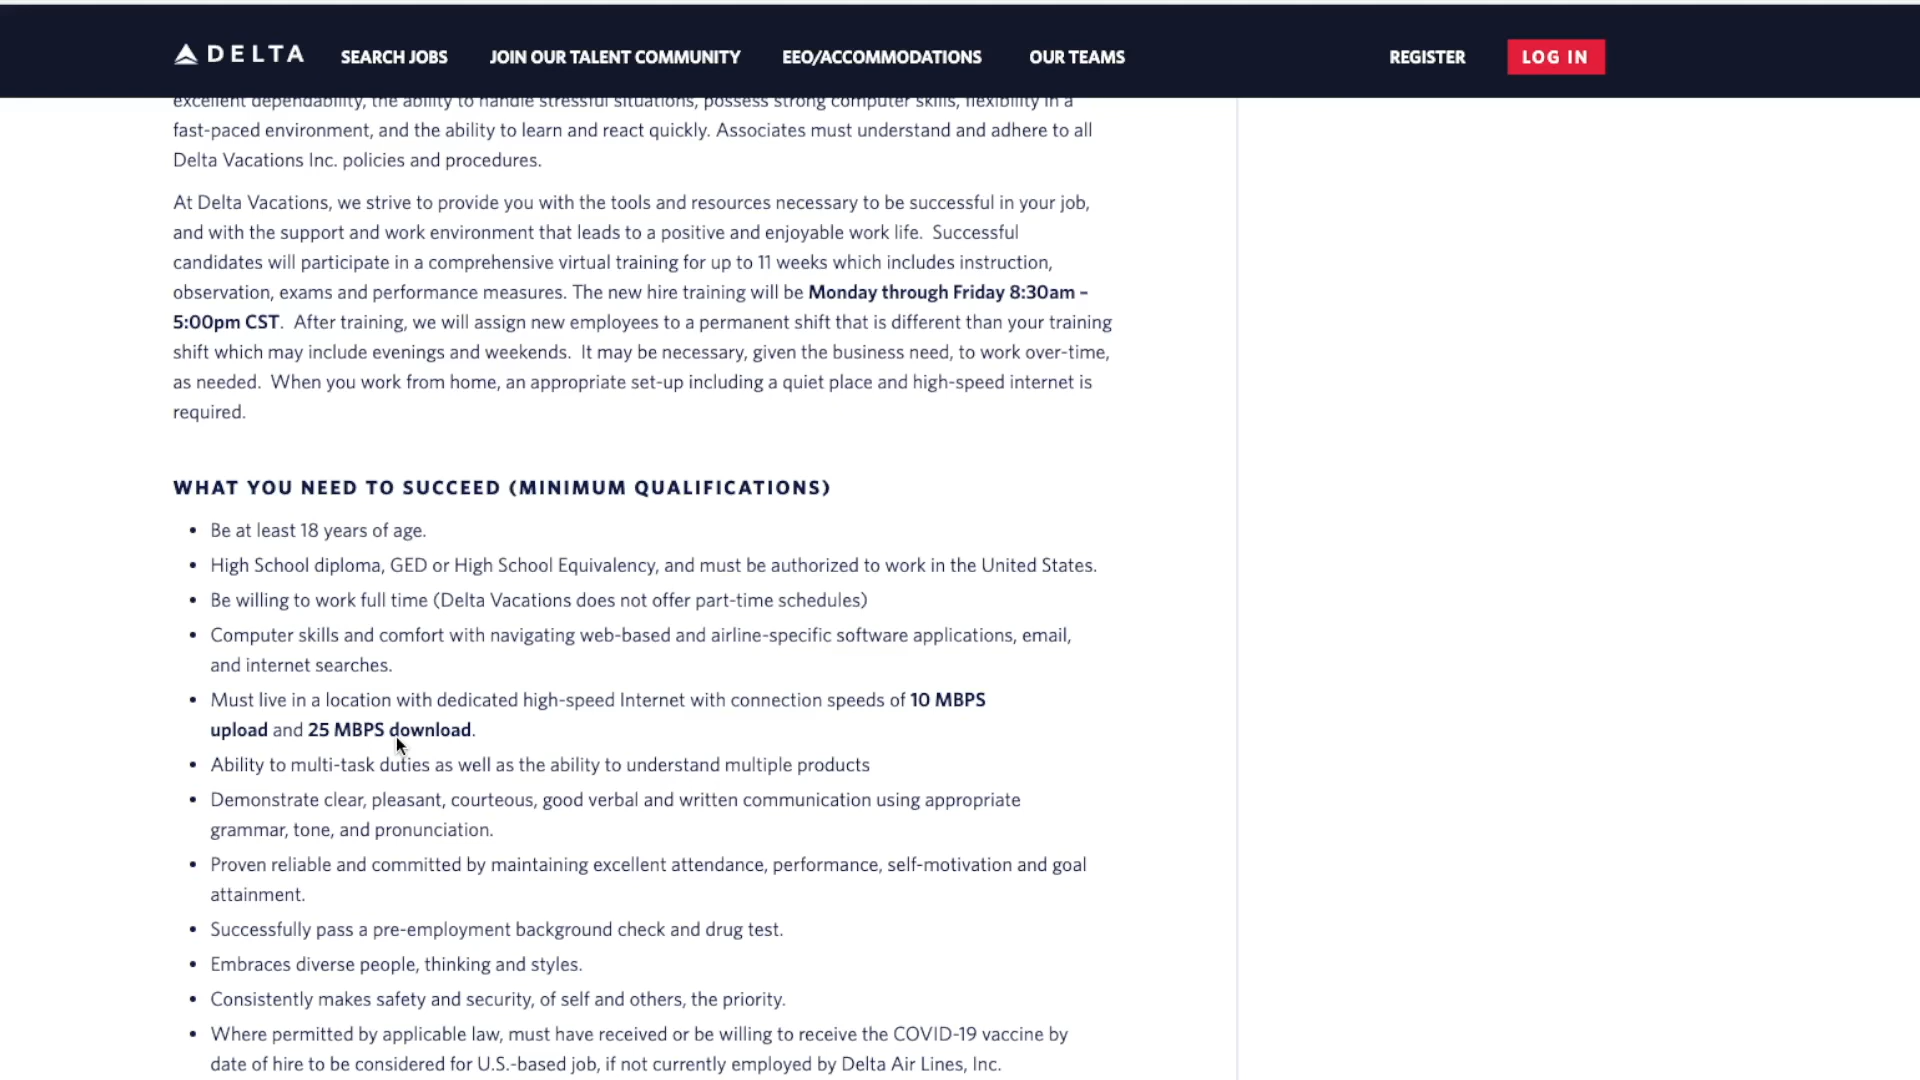 DELTA SEARCH JOBS JOIN OUR TALENT COMMUNITY EEO/ACCOMMODATIONS OUR TEAMS REGISTER LOG IN
excellent dependability, the ability to handle stressful situations, possess strong computer skills, flexibility in a
fast-paced environment, and the ability to learn and react quickly. Associates must understand and adhere to all
Delta Vacations Inc. policies and procedures.
At Delta Vacations, we strive to provide you with the tools and resources necessary to be successful in your job,
and with the support and work environment that leads to a positive and enjoyable work life. Successful
candidates will participate in a comprehensive virtual training for up to 11 weeks which includes instruction,
observation, exams and performance measures. The new hire training will be Monday through Friday 8:30am –
5:00pm CST. After training, we will assign new employees to a permanent shift that is different than your training
shift which may include evenings and weekends. It may be necessary, given the business need, to work over-time,
as needed. When you work from home, an appropriate set-up including a quiet place and high-speed internet is
required.
WHAT YOU NEED TO SUCCEED (MINIMUM QUALIFICATIONS)
• Be at least 18 years of age.
• High School diploma, GED or High School Equivalency, and must be authorized to work in the United States.
• Be willing to work full time (Delta Vacations does not offer part-time schedules)
• Computer skills and comfort with navigating web-based and airline-specific software applications, email,
and internet searches.
• Must live in a location with dedicated high-speed Internet with connection speeds of 10 MBPS
upload and 25 MBPS download.
• Ability to multi-task duties as well as the ability to understand multiple products
• Demonstrate clear, pleasant, courteous, good verbal and written communication using appropriate
grammar, tone, and pronunciation.
• Proven reliable and committed by maintaining excellent attendance, performance, self-motivation and goal
attainment.
• Successfully pass a pre-employment background check and drug test.
• Embraces diverse people, thinking and styles.
• Consistently makes safety and security, of self and others, the priority.
• Where permitted by applicable law, must have received or be willing to receive the COVID-19 vaccine by
date of hire to be considered for U.S.-based job, if not currently employed by Delta Air Lines, Inc.